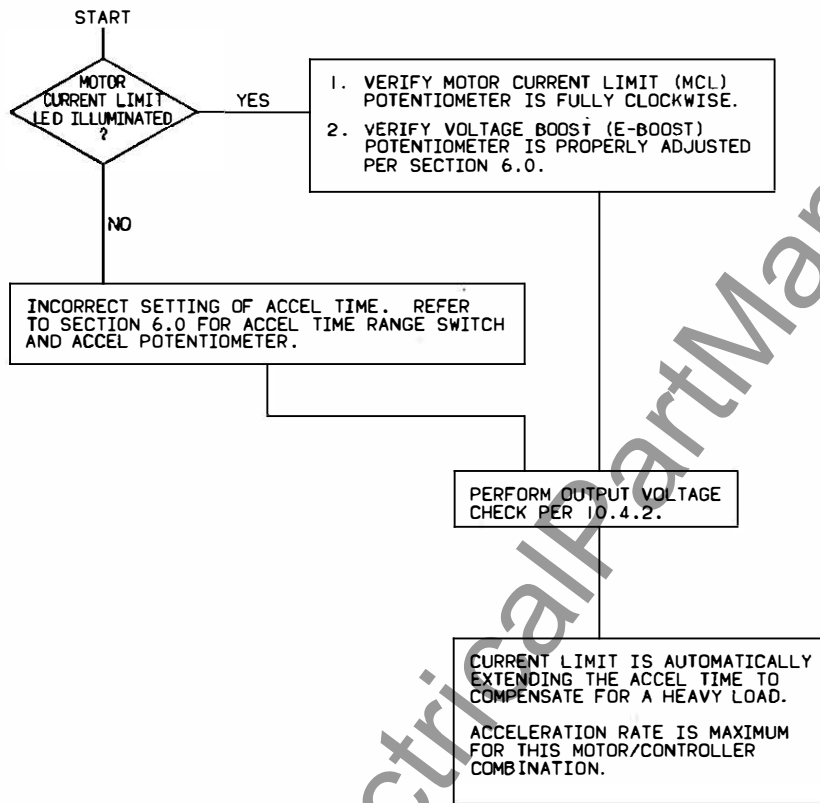 START
MOTOR
CURRENT LIMIT
LED ILLUMINATED
?
YES
1. VERIFY MOTOR CURRENT LIMIT (MCL)
POTENTIOMETER IS FULLY CLOCKWISE.
2. VERIFY VOLTAGE BOOST (E-BOOST)
POTENTIOMETER IS PROPERLY ADJUSTED
PER SECTION 6.0.
NO
INCORRECT SETTING OF ACCEL TIME. REFER
TO SECTION 6.0 FOR ACCEL TIME RANGE SWITCH
AND ACCEL POTENTIOMETER.
PERFORM OUTPUT VOLTAGE
CHECK PER 10.4.2.
CURRENT LIMIT IS AUTOMATICALLY
EXTENDING THE ACCEL TIME TO
COMPENSATE FOR A HEAVY LOAD.
ACCELERATION RATE IS MAXIMUM
FOR THIS MOTOR/CONTROLLER
COMBINATION.
ctricalPartMa